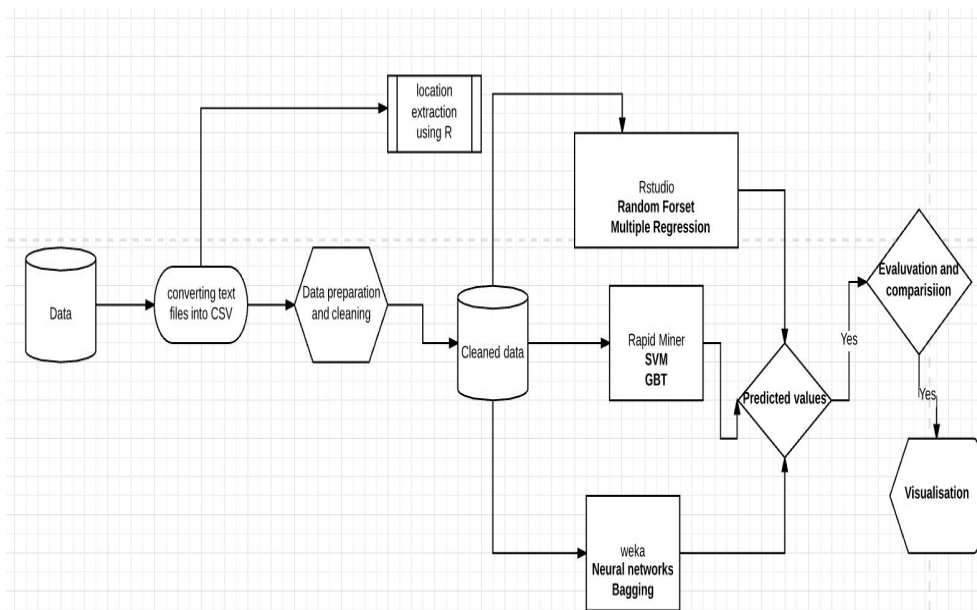 location
extraction
using R
Rstudio
Random Forset
Multiple Regression
Data
converting text
files into CSV
Data preparation
and cleaning
Cleaned data
Rapid Miner
SVM
GBT
Predicted values
Yes
Evaluvation and
comparisiion
Yes
Visualisation
weka
Neural networks
Bagging